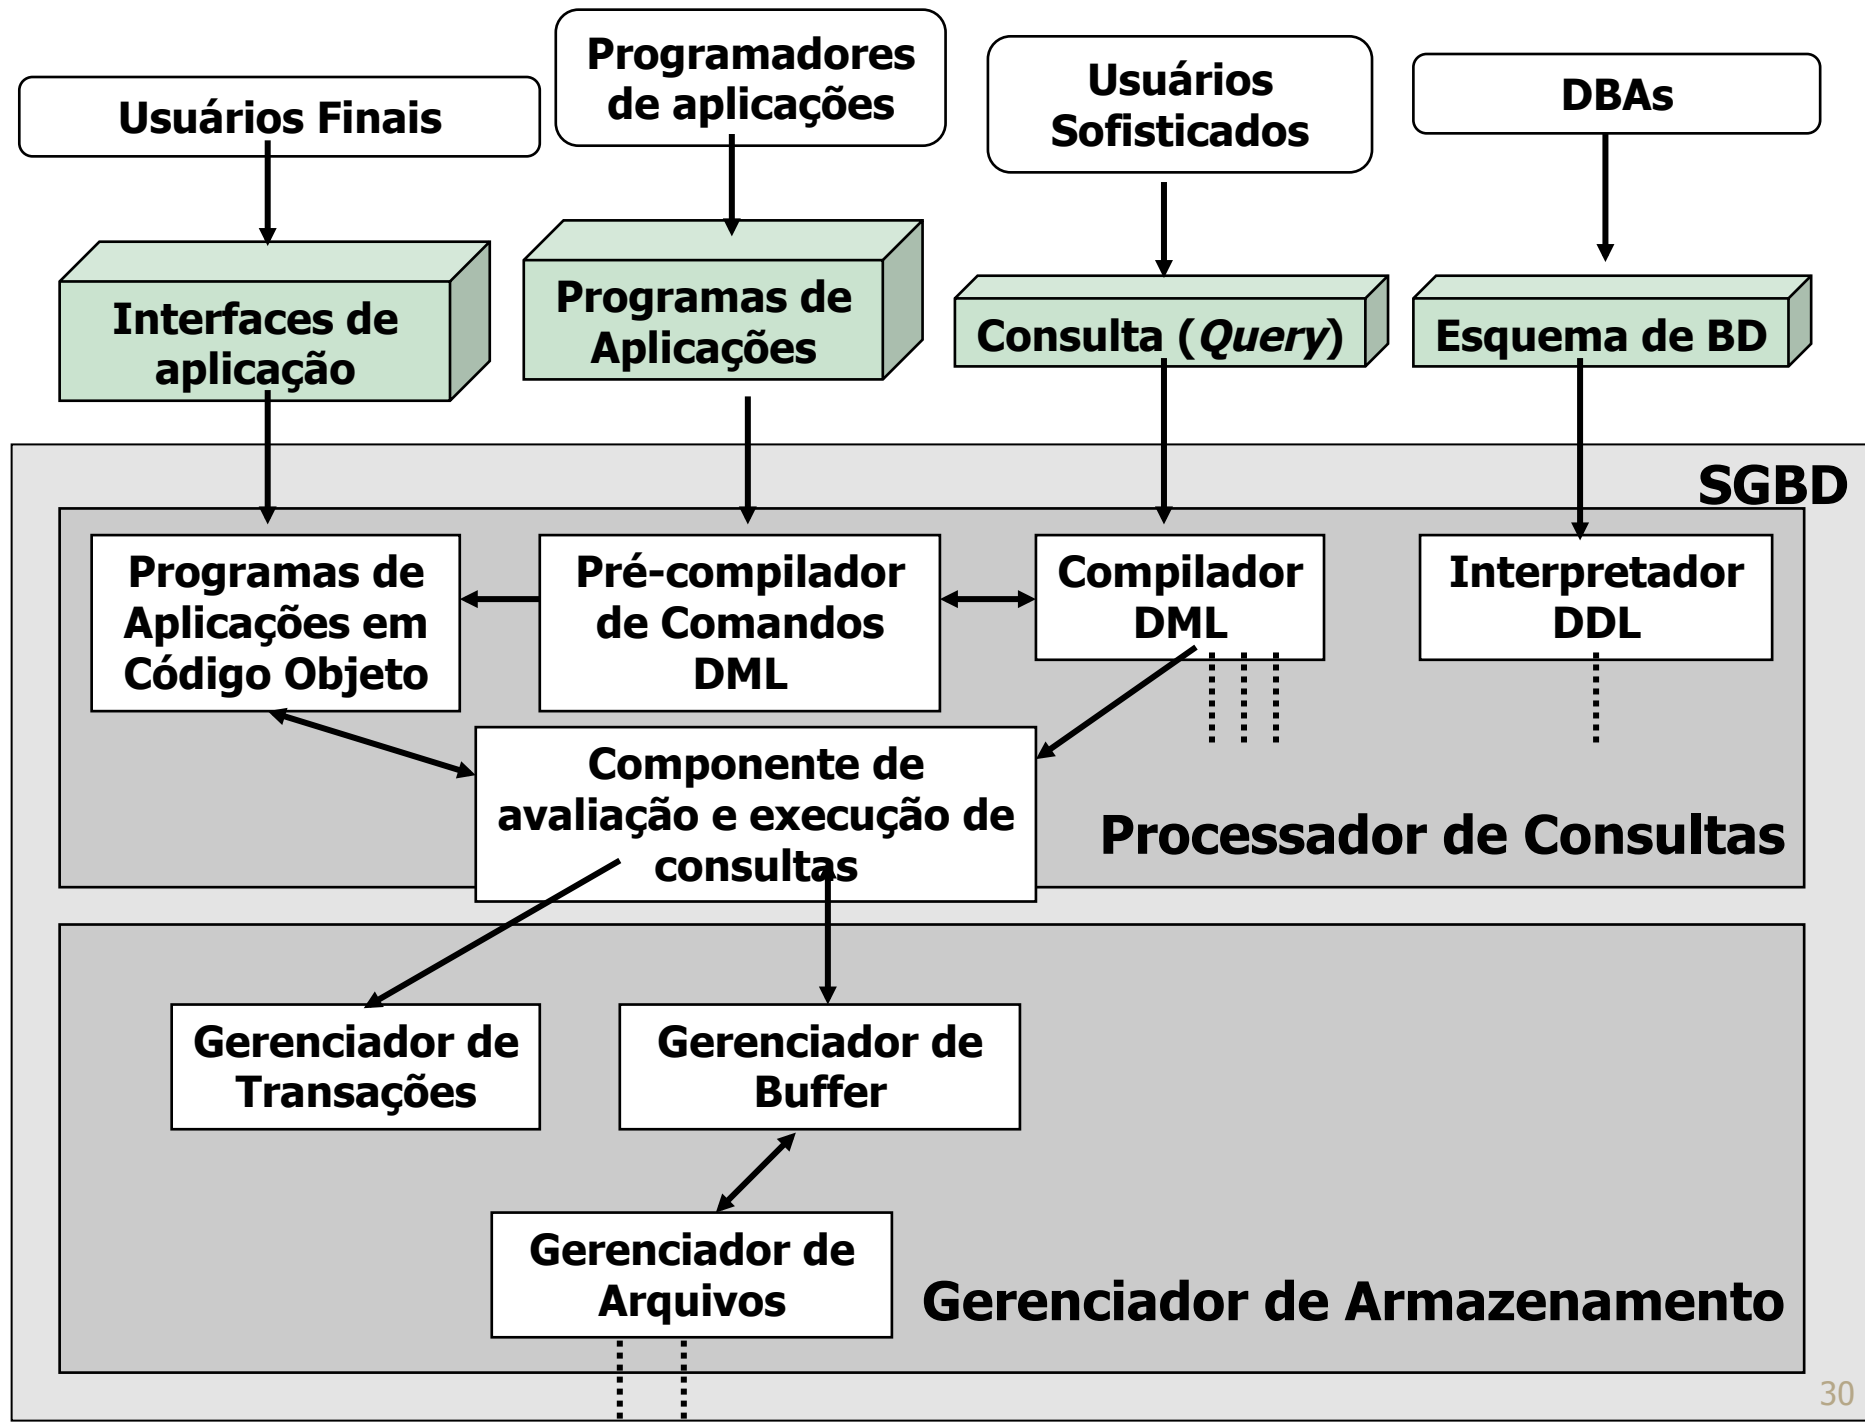 Usuários Finais
Programadores
de aplicações
Usuários
Sofisticados
DBAs
Interfaces de
aplicação
Programas de
Aplicações
Consulta (Query)
Esquema de BD
SGBD
Programas de
Aplicações em
Código Objeto
Pré-compilador
de Comandos
DML
Compilador
DML
Interpretador
DDL
Componente de
avaliação e execução de
consultas
Processador de Consultas
Gerenciador de
Transações
Gerenciador de
Buffer
Gerenciador de
Arquivos
Gerenciador de Armazenamento
30